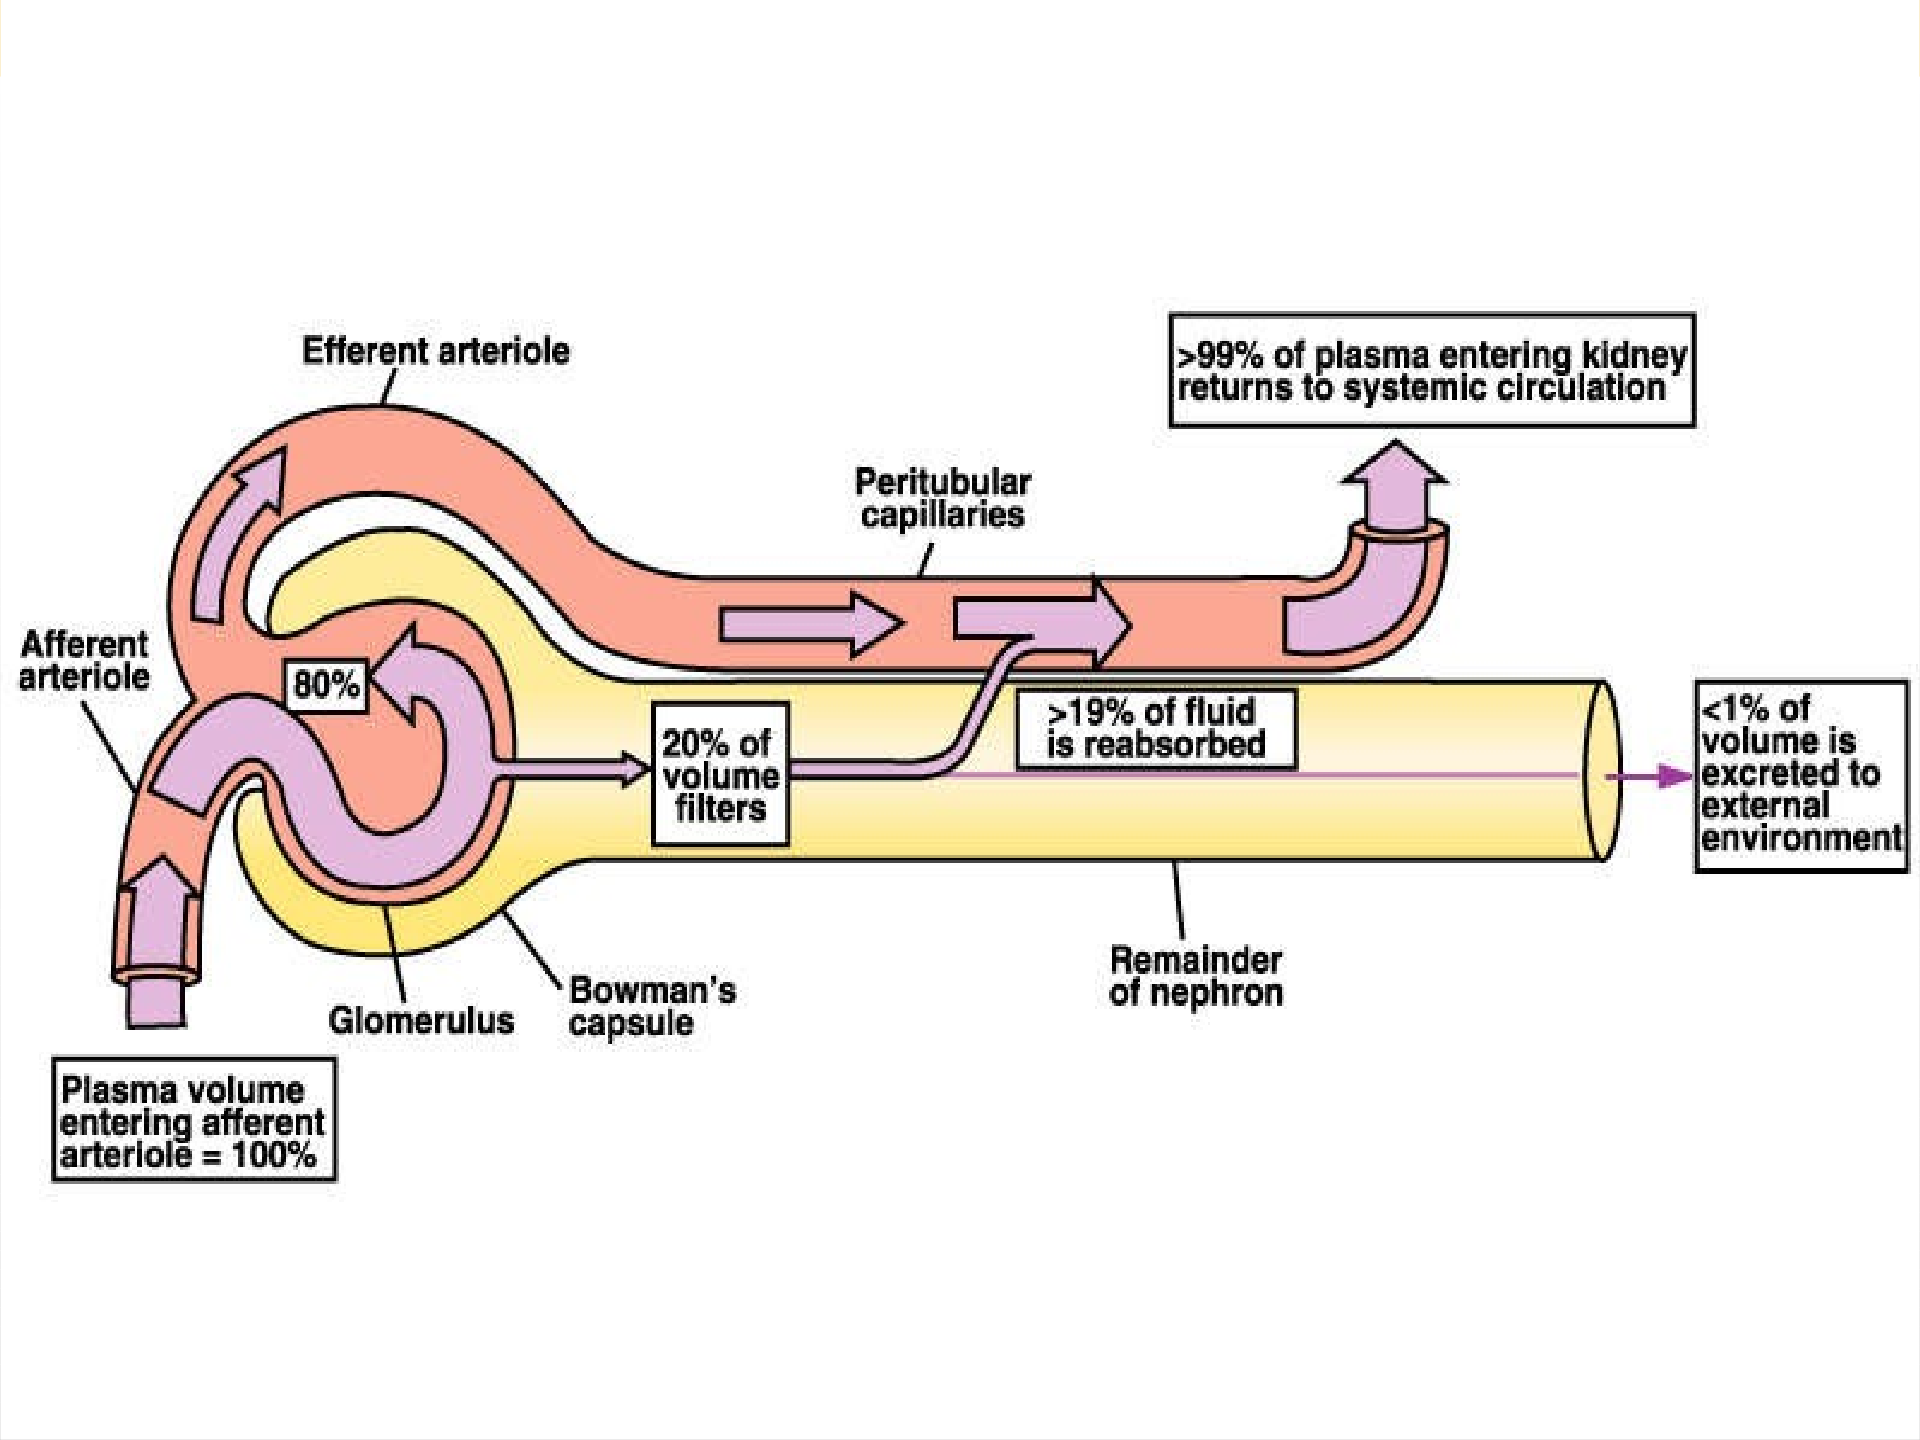 Efferent arteriole
>99% of plasma entering kidney
returns to systemic circulation
Peritubular
capillaries
Afferent
arteriole
80%
20% of
volume
filters
>19% of fluid
is reabsorbed
<1% of
volume is
excreted to
external
environment
Remainder
of nephron
Bowman's
capsule
Glomerulus
Plasma volume
entering afferent
arteriole = 100%